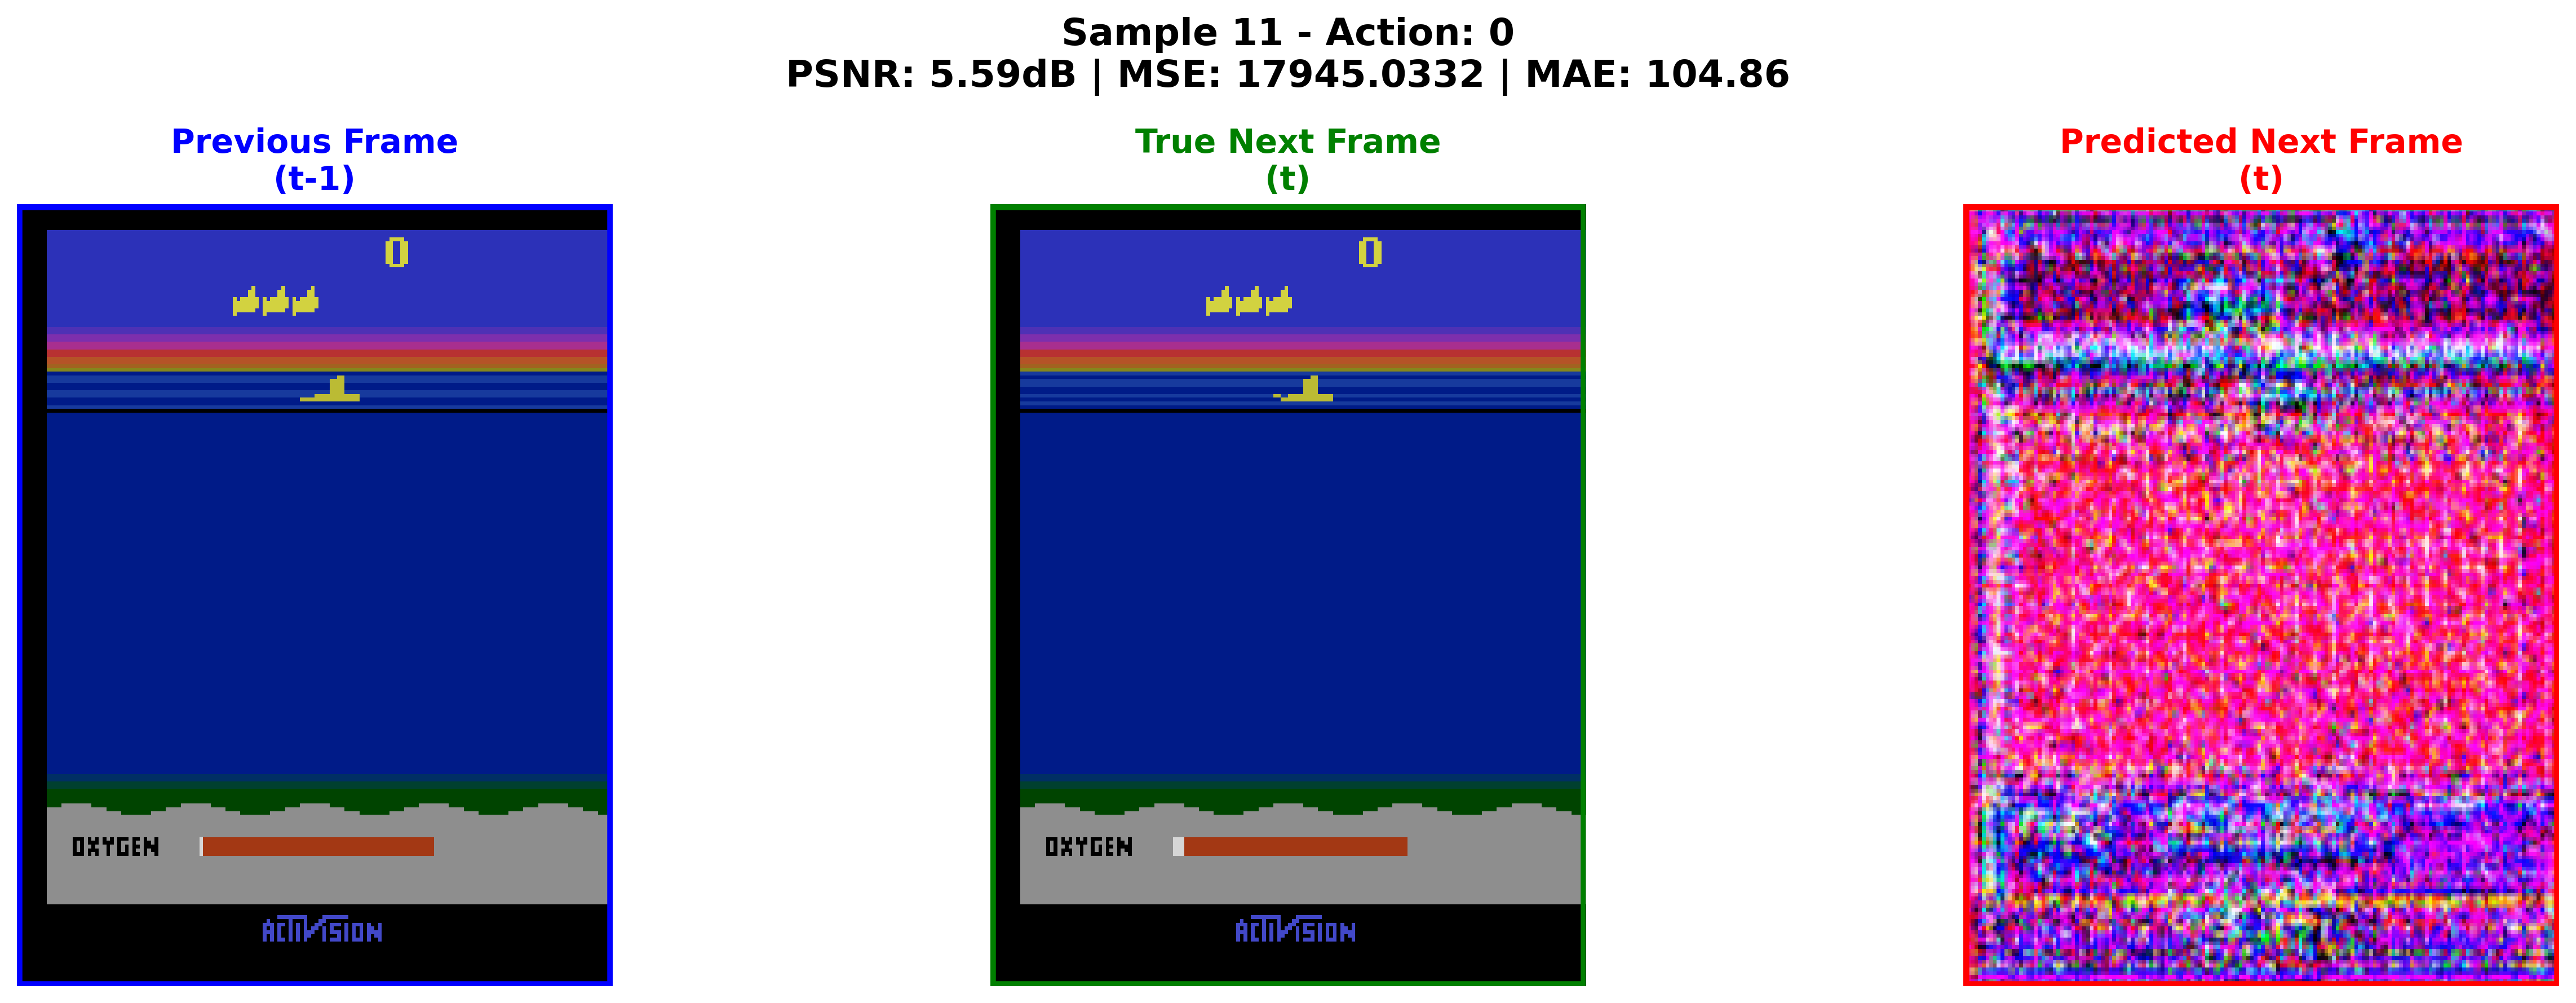 Sample 11 - Action: 0
PSNR: 5.59dB | MSE: 17945.0332 | MAE: 104.86
Previous Frame
(t-1)
True Next Frame
(t)
Predicted Next Frame
(t)
0
OXYGEN
ACTIVISION
0
OXYGEN
ACTIVISION